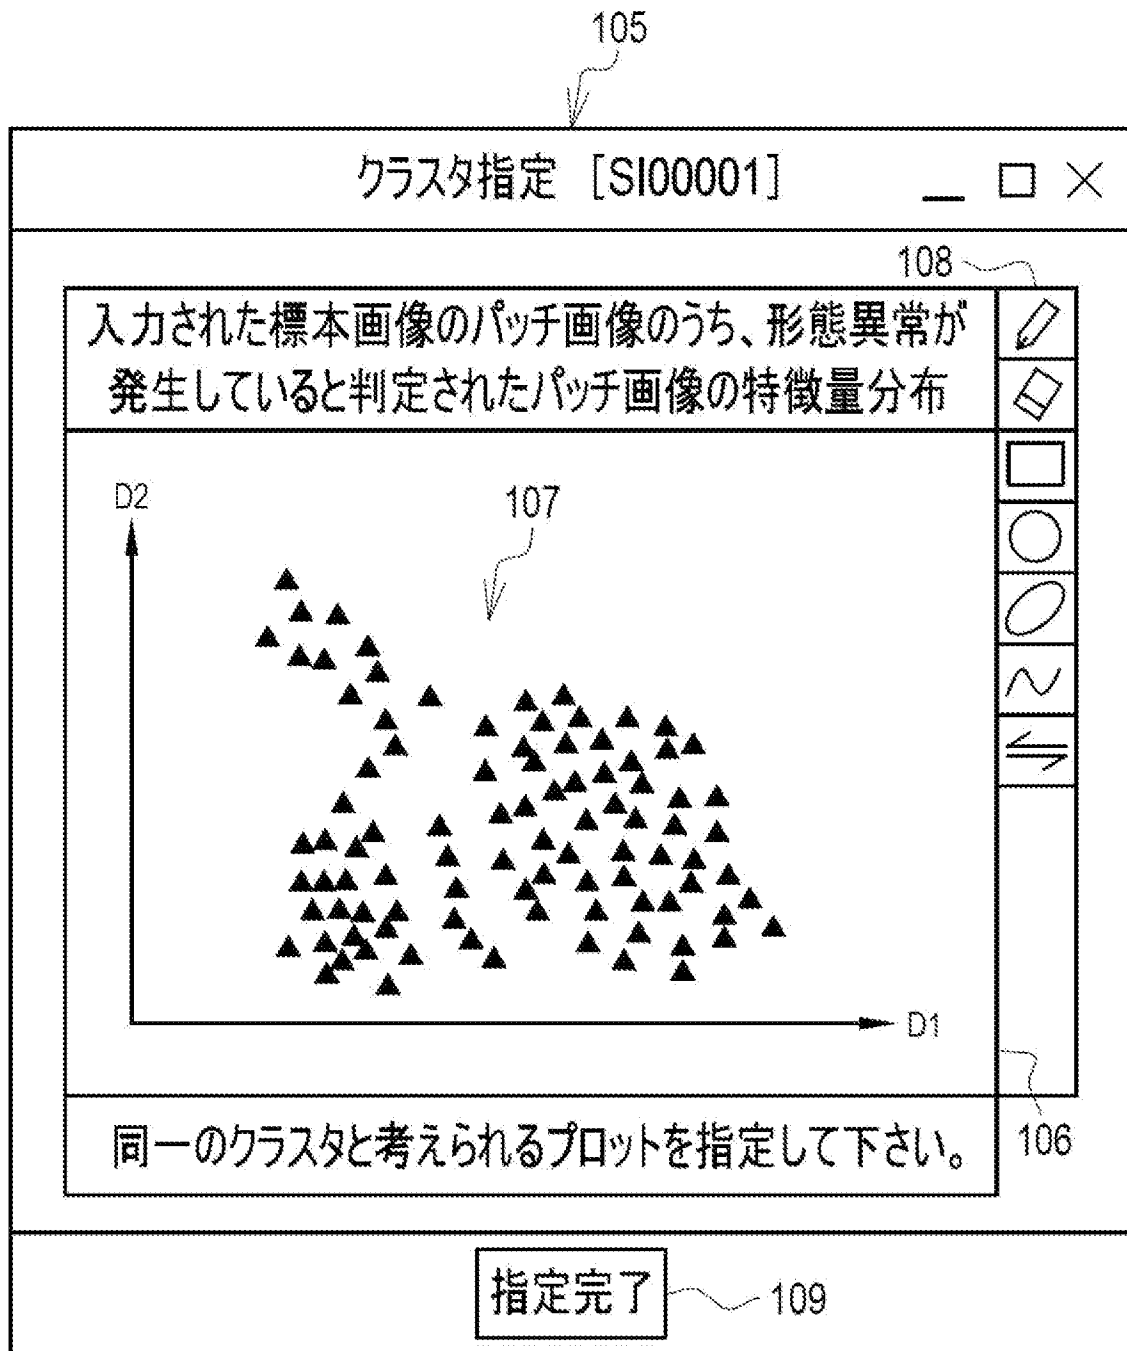 105
クラスタ指定 [SI00001]
108
入力された標本画像のパッチ画像のうち、形態異常が
発生していると判定されたパッチ画像の特徴量分布
D2
107
D1
106
同一のクラスタと考えられるプロットを指定して下さい。
指定完了
109